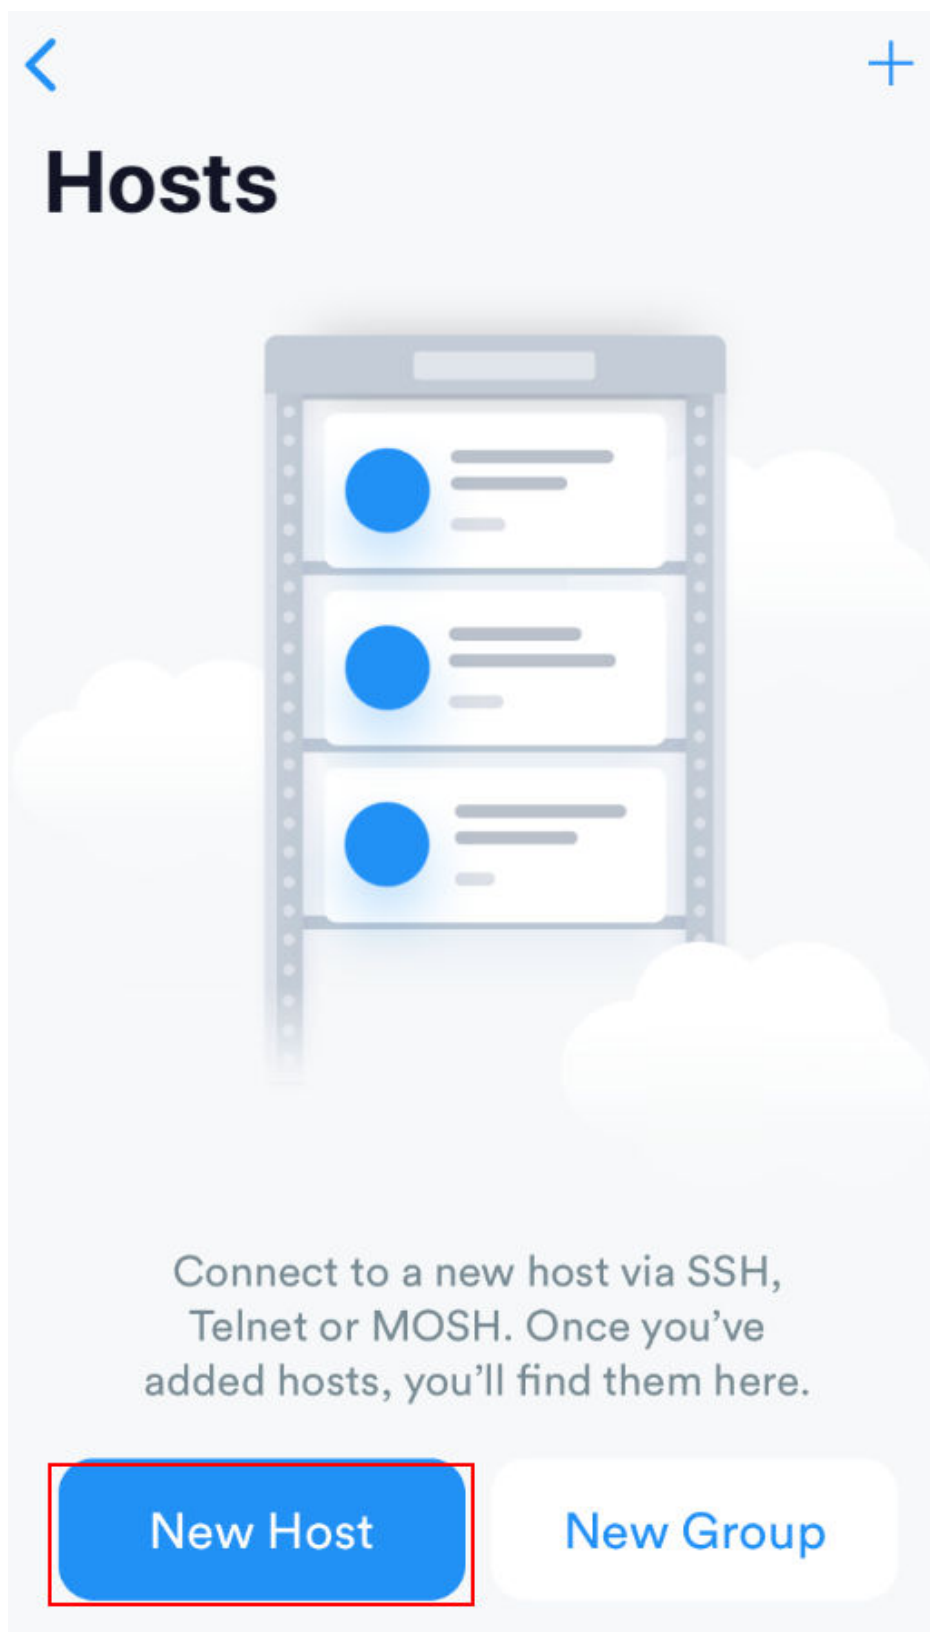 Hosts
Connect to a new host via SSH,
Telnet or MOSH. Once you’ve
added hosts, you’ll find them here.
New Host
New Group